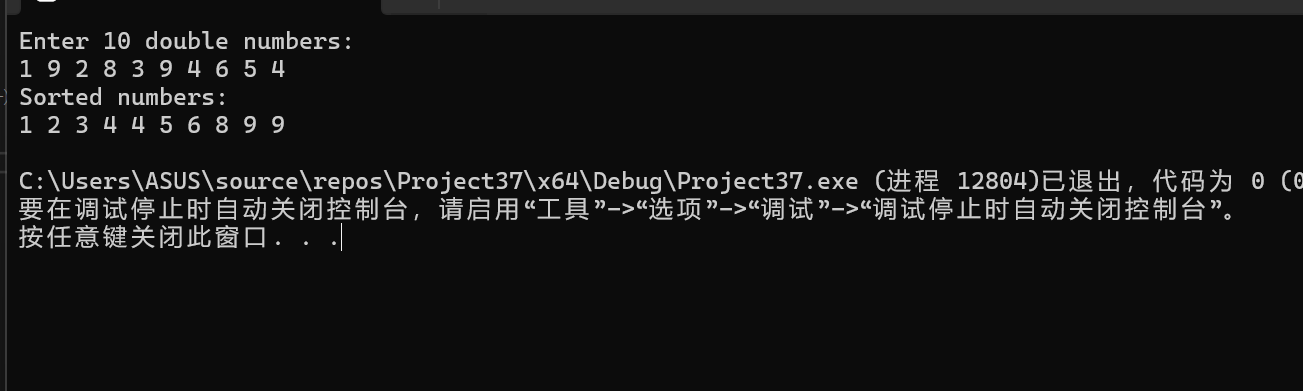 Enter 10 double numbers:
1 9 2 8 3 9 4 6 5 4
Sorted numbers:
1 2 3 4 4 5 6 8 9 9
C:\Users\ASUS\source\repos\Project37\x64\Debug\Project37.exe (进程 12804)已退出，代码为 0 (0
要在调试停止时自动关闭控制台，请启用“工具”->“选项”->“调试”->“调试停止时自动关闭控制台”。
按任意键关闭此窗口. . .